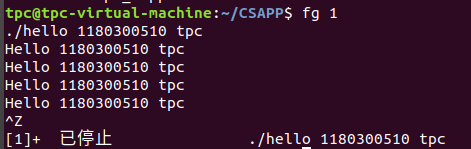 tpc@tpc-virtual-machine:~/CSAPP$ fg 1
./hello 1180300510 tpc
Hello 1180300510 tpc
Hello 1180300510 tpc
Hello 1180300510 tpc
Hello 1180300510 tpc
^Z
[1]+  已停止               ./hello 1180300510 tpc